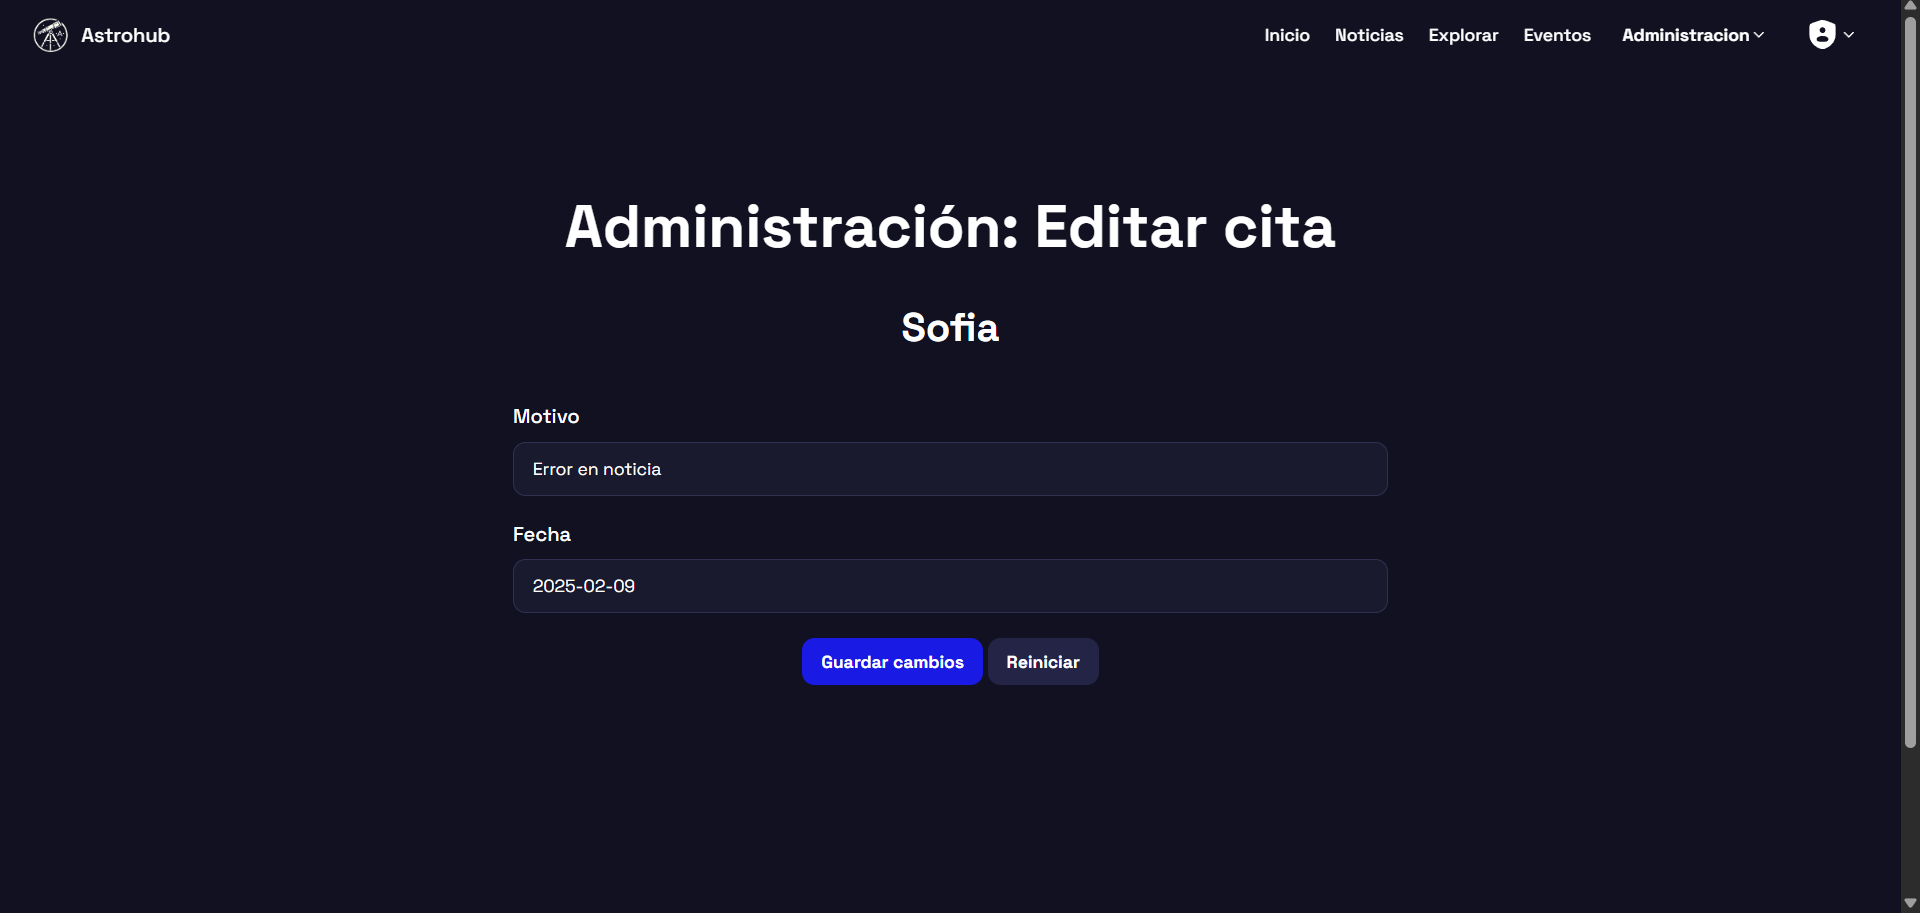 Astrohub
Inicio Noticias Explorar Eventos Administracion
Administración: Editar cita
Sofia
Motivo
Error en noticia
Fecha
2025-02-09
Guardar cambios Reiniciar